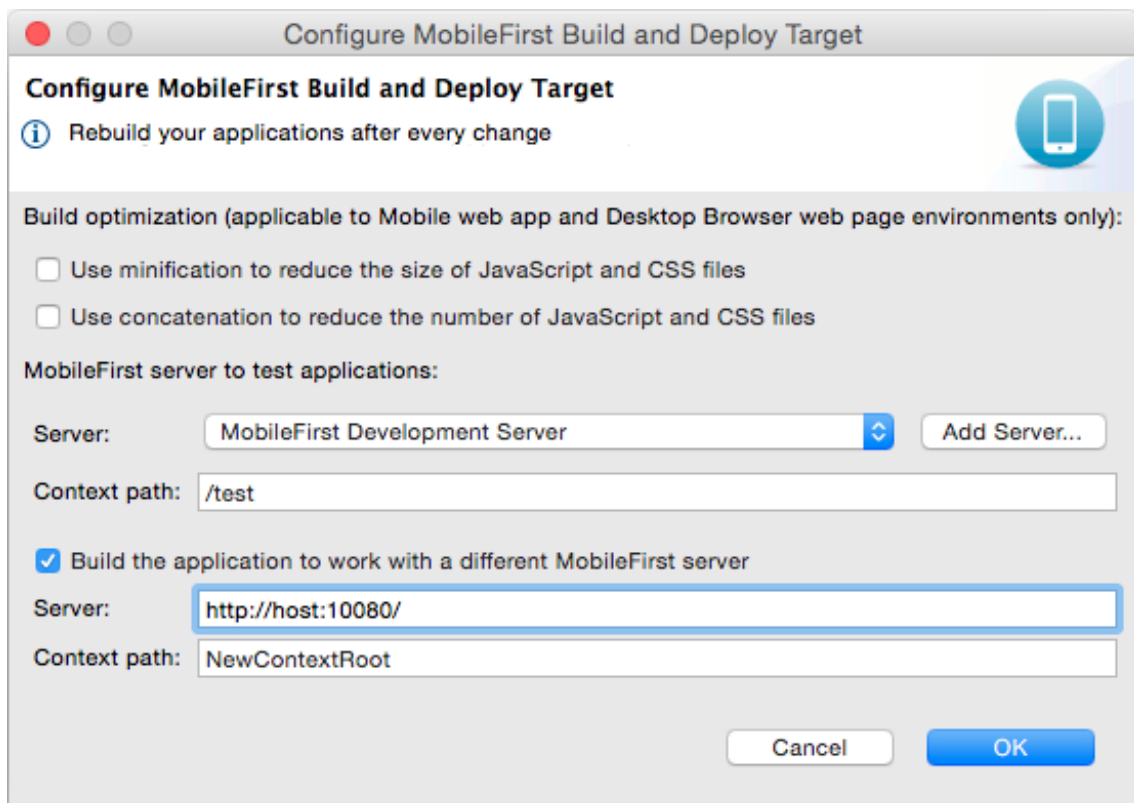 Configure MobileFirst Build and Deploy Target
Configure MobileFirst Build and Deploy Target
Rebuild your applications after every change
Build optimization (applicable to Mobile web app and Desktop Browser web page environments only):
Use minification to reduce the size of JavaScript and CSS files
Use concatenation to reduce the number of JavaScript and CSS files
MobileFirst server to test applications:
Server: MobileFirst Development Server Add Server...
Context path: /test
Build the application to work with a different MobileFirst server
Server: http://host:10080/
Context path: NewContextRoot
Cancel OK